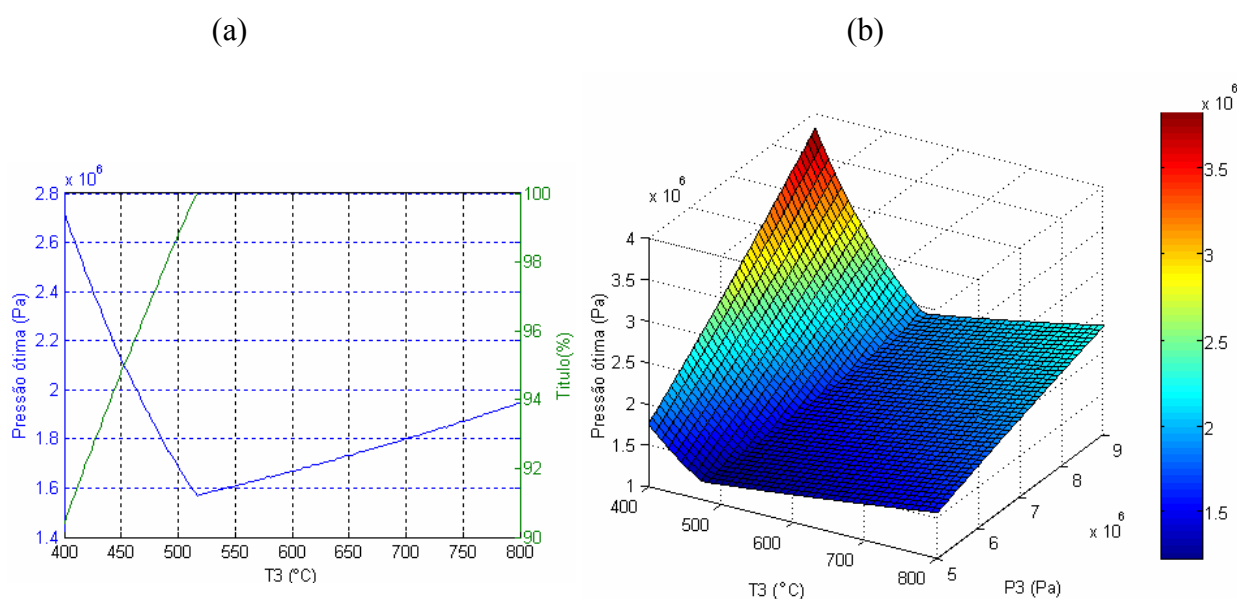 (a)
(b)
x 10^6
2.8
2.6
2.4
2.2
2
1.8
1.6
1.4
Pressão ótima (Pa)
100
98
96
94
92
90
Titulo(%)
400 450 500 550 600 650 700 750 800
T3 (°C)
x 10^6
4
3.5
3
2.5
2
1.5
1
Pressão ótima (Pa)
400
500
600
700
800
T3 (°C)
5
6
7
8
9
x 10^6
P3 (Pa)
x 10^6
3.5
3
2.5
2
1.5